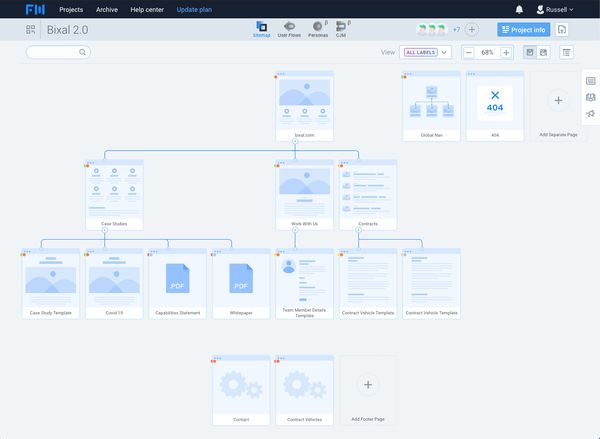 FW Projects Archive Help center Update plan Russell
Bixal 2.0
Sitemap User Flows Personas β CJM β
+7
Project info
View ALL LABELS 68%
bixal.com
Global Nav
404
404
Add Separate Page
Case Studies
Work With Us
Contracts
Case Study Template
Covid 19
.PDF
Capabilities Statement
.PDF
Whitepaper
Team Member Details
Template
Contract Vehicle Template
Contract Vehicle Template
Contact
Contract Vehicles
Add Footer Page